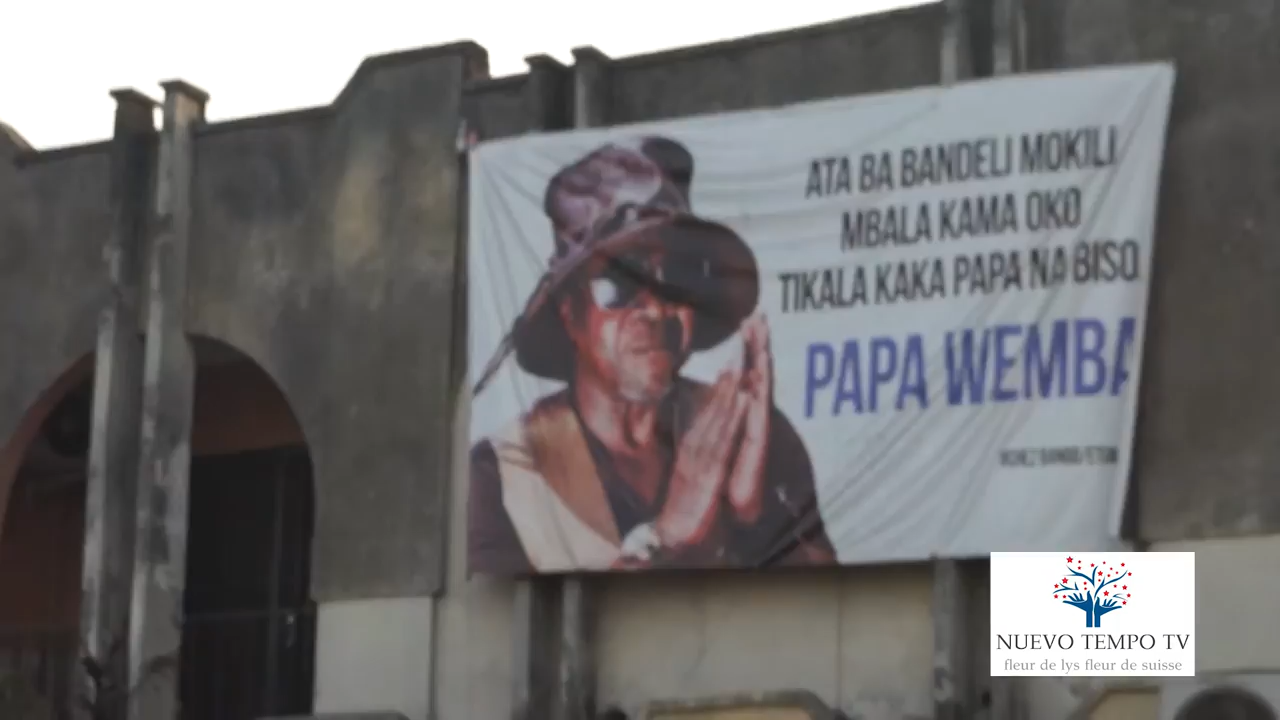 ATA BA BANDELI MOKILI
MBALA KAMA OKO
TIKALA KAKA PAPA NA BISO
PAPA WEMBA
NUEVO TEMPO TV
fleur de lys fleur de suisse